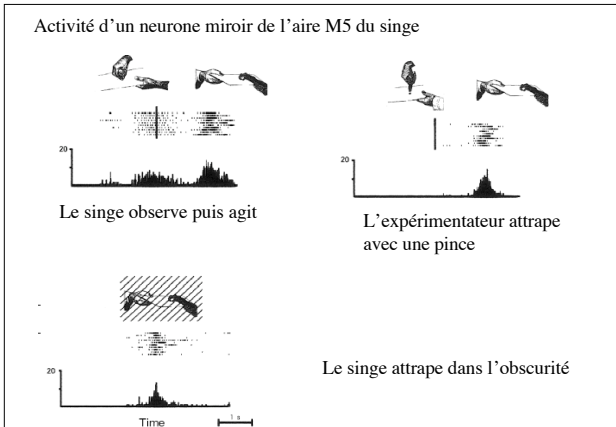 Activité d’un neurone miroir de l’aire M5 du singe
20
Le singe observe puis agit
20
L’expérimentateur attrape
avec une pince
20
Time
1 s
Le singe attrape dans l’obscurité